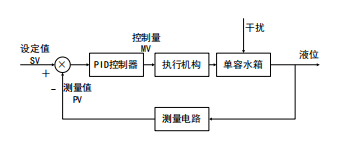 干扰
设定值
SV
控制量
MV
液位
×
PID控制器
执行机构
单容水箱
+
-
测量值
PV
测量电路